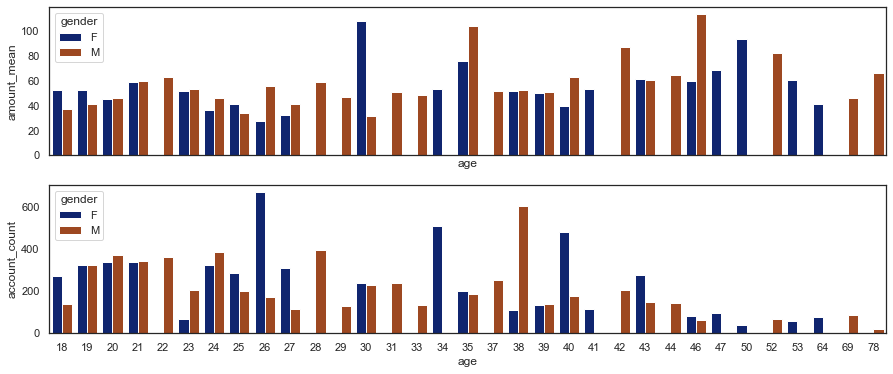 gender
F
M
100
80
60
40
20
0
amount_mean
age
gender
F
M
600
400
200
0
account_count
18 19 20 21 22 23 24 25 26 27 28 29 30 31 33 34 35 37 38 39 40 41 42 43 44 46 47 50 52 53 64 69 78
age